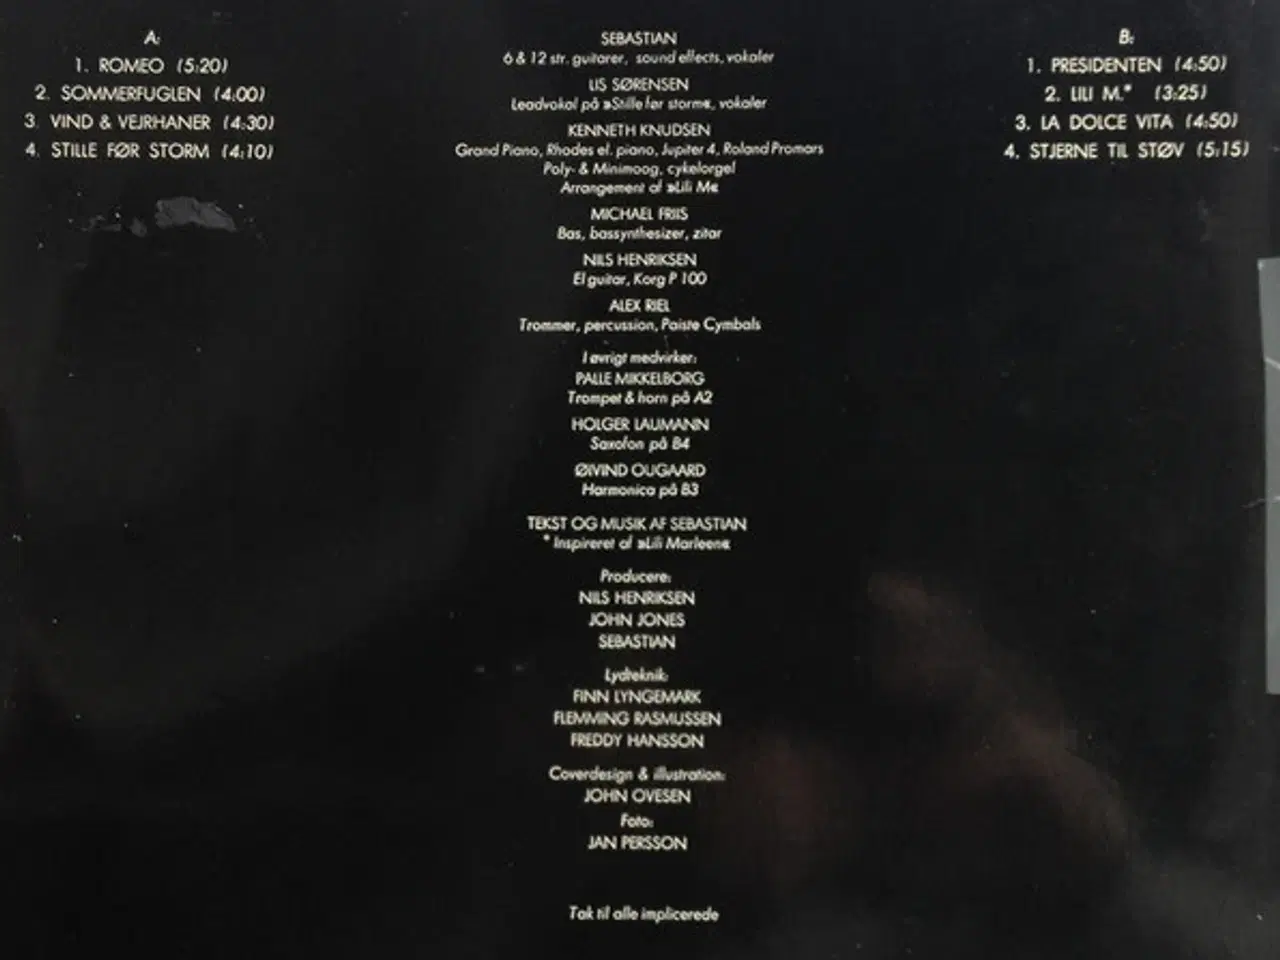 A:
1. ROMEO (5:20)
2. SOMMERFUGLEN (4:00)
3. VIND & VEJRHANER (4:30)
4. STILLE FØR STORM (4:10)
SEBASTIAN
6 & 12 str. guitarer, sound effects, vokaler
LIS SØRENSEN
Leadvokal på »Stille før storm«, vokaler
KENNETH KNUDSEN
Grand Piano, Rhodes el. piano, Jupiter 4, Roland Promars
Poly- & Minimoog, cykelorgel
Arrangement af »Lili M«
MICHAEL FRIIS
Bas, bassynthesizer, zitar
NILS HENRIKSEN
El guitar, Korg P 100
ALEX RIEL
Trommer, percussion, Paiste Cymbals
I øvrigt medvirker:
PALLE MIKKELBORG
Trompet & horn på A2
HOLGER LAUMANN
Saxofon på B4
ØIVIND OUGAARD
Harmonica på B3
TEKST OG MUSIK AF SEBASTIAN
* Inspireret af »Lili Marleen«
Producere:
NILS HENRIKSEN
JOHN JONES
SEBASTIAN
Lydteknik:
FINN LYNGEMARK
FLEMMING RASMUSSEN
FREDDY HANSSON
Coverdesign & illustration:
JOHN OVESEN
Foto:
JAN PERSSON
Tak til alle implicerede
B:
1. PRESIDENTEN (4:50)
2. LILI M.* (3:25)
3. LA DOLCE VITA (4:50)
4. STJERNE TIL STØV (5:15)